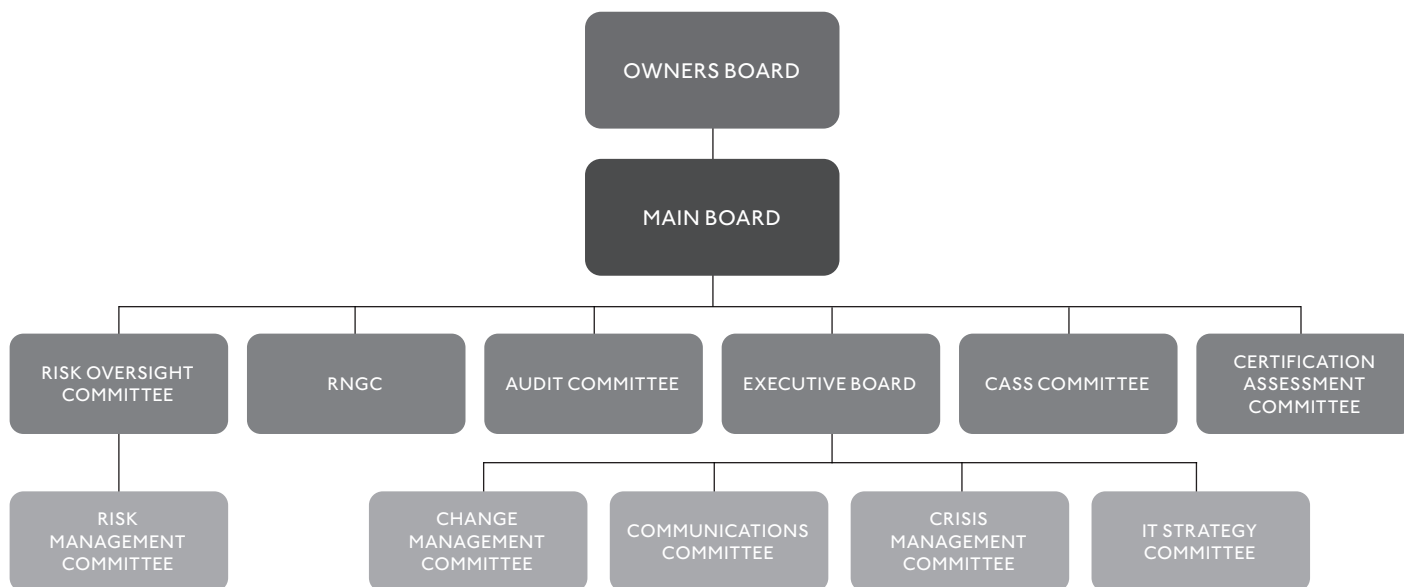 OWNERS BOARD
MAIN BOARD
RISK OVERSIGHT
COMMITTEE
RNGC
AUDIT COMMITTEE
EXECUTIVE BOARD
CASS COMMITTEE
CERTIFICATION
ASSESSMENT
COMMITTEE
RISK
MANAGEMENT
COMMITTEE
CHANGE
MANAGEMENT
COMMITTEE
COMMUNICATIONS
COMMITTEE
CRISIS
MANAGEMENT
COMMITTEE
IT STRATEGY
COMMITTEE